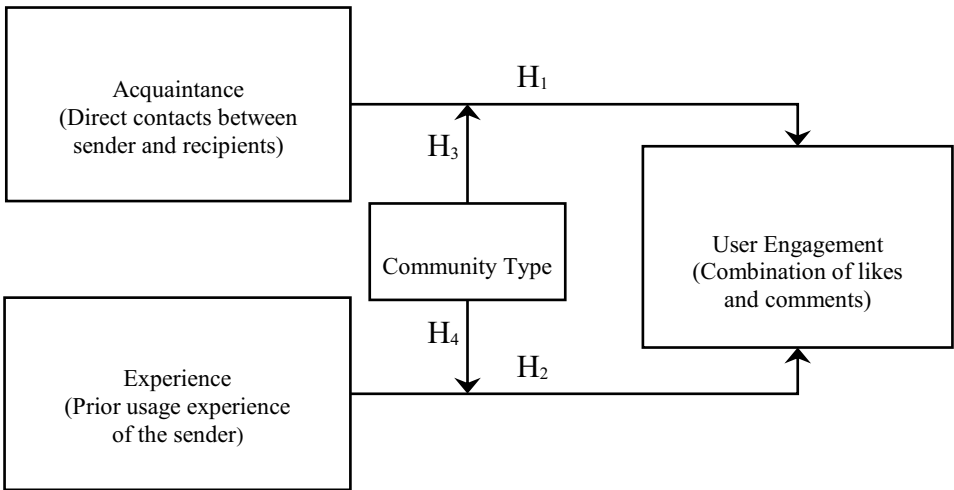 H₁
Acquaintance
(Direct contacts between
sender and recipients)
H₃
Community Type
User Engagement
(Combination of likes
and comments)
H₄
H₂
Experience
(Prior usage experience
of the sender)